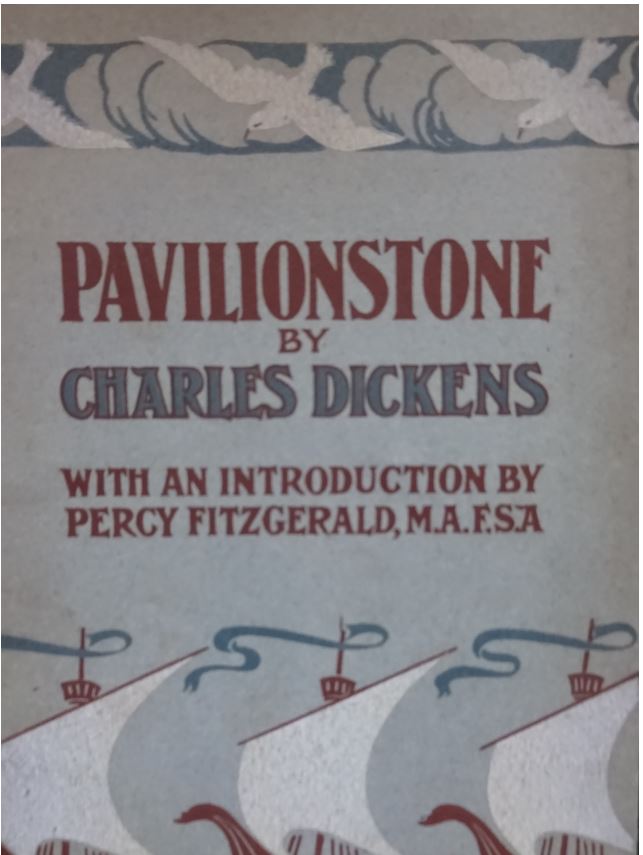 PAVILIONSTONE
BY
CHARLES DICKENS
WITH AN INTRODUCTION BY
PERCY FITZGERALD, M.A.F.S.A